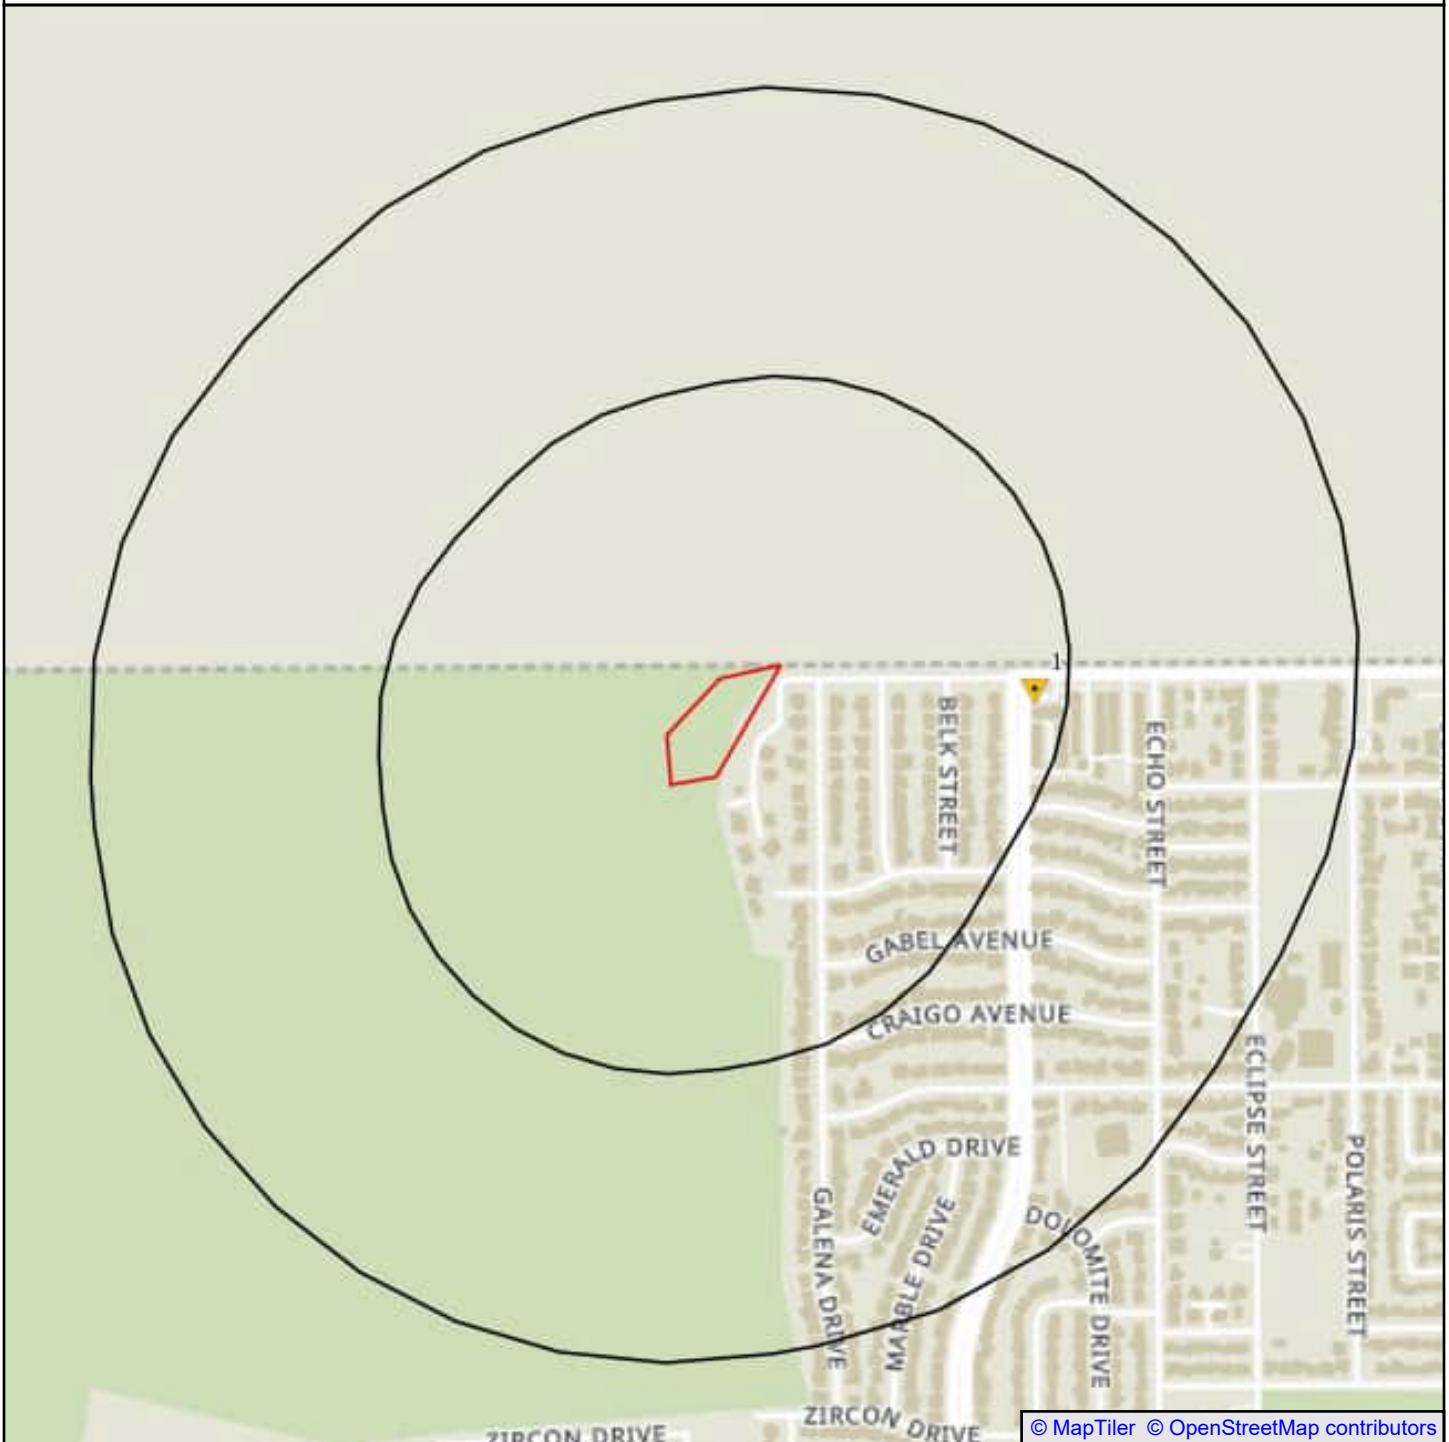 1
BELK STREET
ECHO STREET
GABEL AVENUE
CRAIGO AVENUE
ECLIPSE STREET
EMERALD DRIVE
POLARIS STREET
GALENA DRIVE
MARBLE DRIVE
DOLOMITE DRIVE
ZIRCON DRIVE
ZIRCON DRIVE
© MapTiler © OpenStreetMap contributors